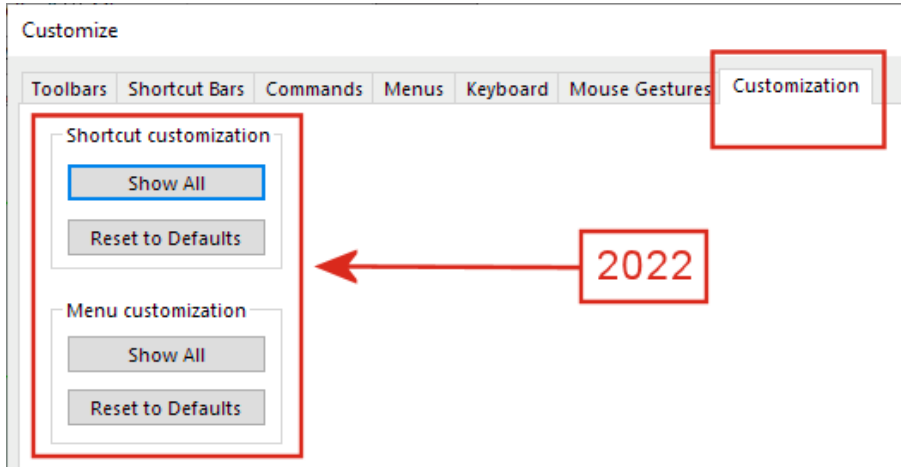 Customize
Toolbars Shortcut Bars Commands Menus Keyboard Mouse Gestures Customization
Shortcut customization
Show All
Reset to Defaults
2022
Menu customization
Show All
Reset to Defaults